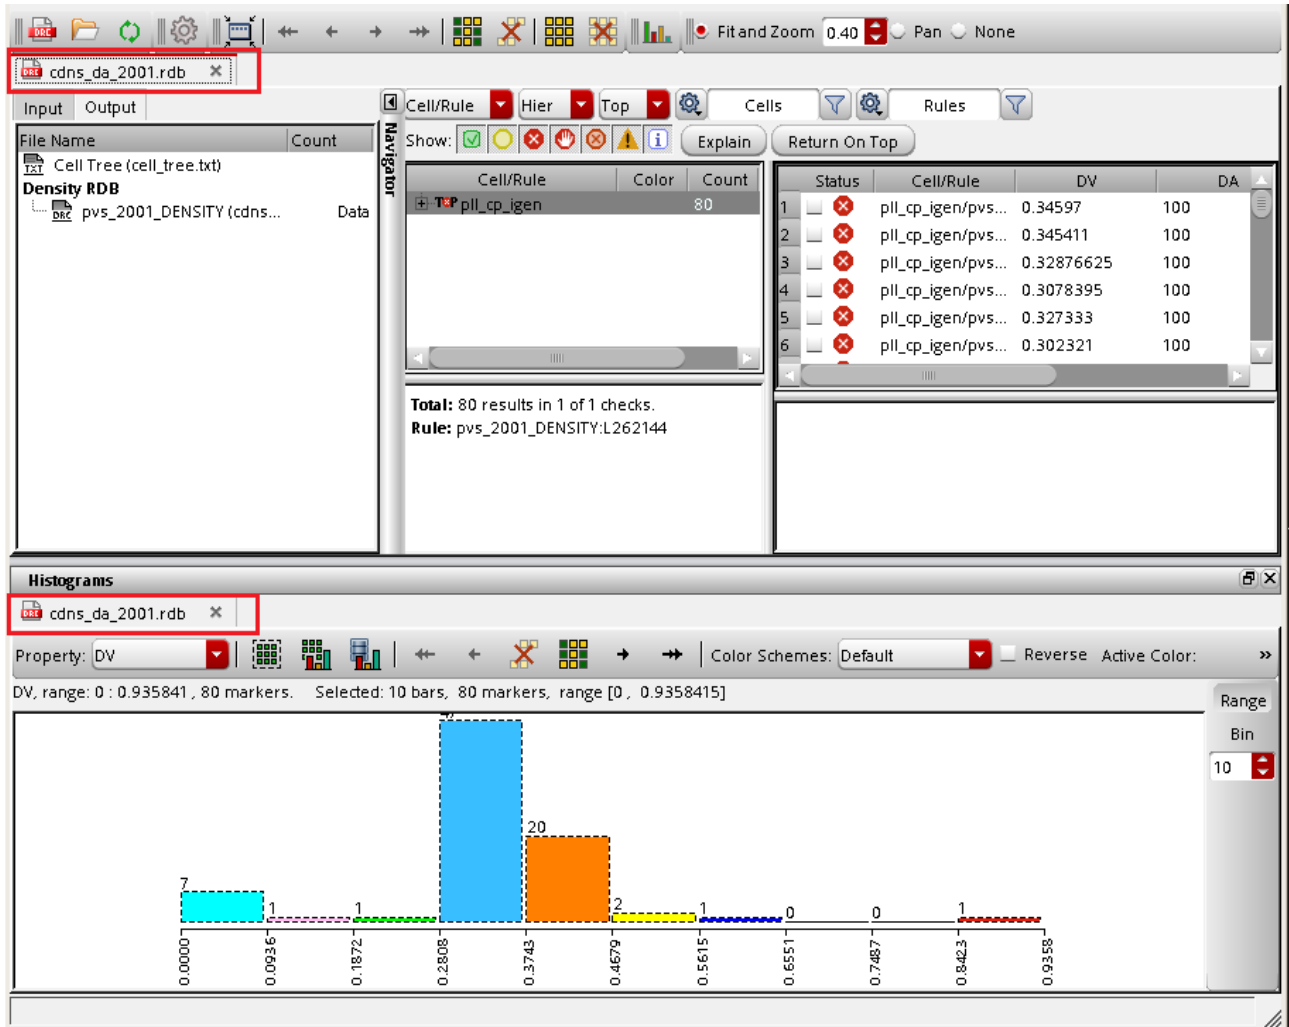 Fit and Zoom 0.40 Pan None
cdns_da_2001.rdb
Input Output
File Name Count
Cell Tree (cell_tree.txt)
Density RDB
pvs_2001_DENSITY (cdns... Data
Navigator
Cell/Rule Hier Top Cells Rules
Show: Explain Return On Top
Cell/Rule Color Count
pll_cp_igen 80
Total: 80 results in 1 of 1 checks.
Rule: pvs_2001_DENSITY:L262144
Status Cell/Rule DV DA
1 pll_cp_igen/pvs... 0.34597 100
2 pll_cp_igen/pvs... 0.345411 100
3 pll_cp_igen/pvs... 0.32876625 100
4 pll_cp_igen/pvs... 0.3078395 100
5 pll_cp_igen/pvs... 0.327333 100
6 pll_cp_igen/pvs... 0.302321 100
Histograms
cdns_da_2001.rdb
Property: DV Color Schemes: Default Reverse Active Color: »
DV, range: 0 : 0.935841 , 80 markers. Selected: 10 bars, 80 markers, range [0 , 0.9358415]
Range
Bin
10
7 1 1 20 2 1 0 0 1
0.0000 0.0936 0.1872 0.2808 0.3743 0.4679 0.5615 0.6551 0.7487 0.8423 0.9358